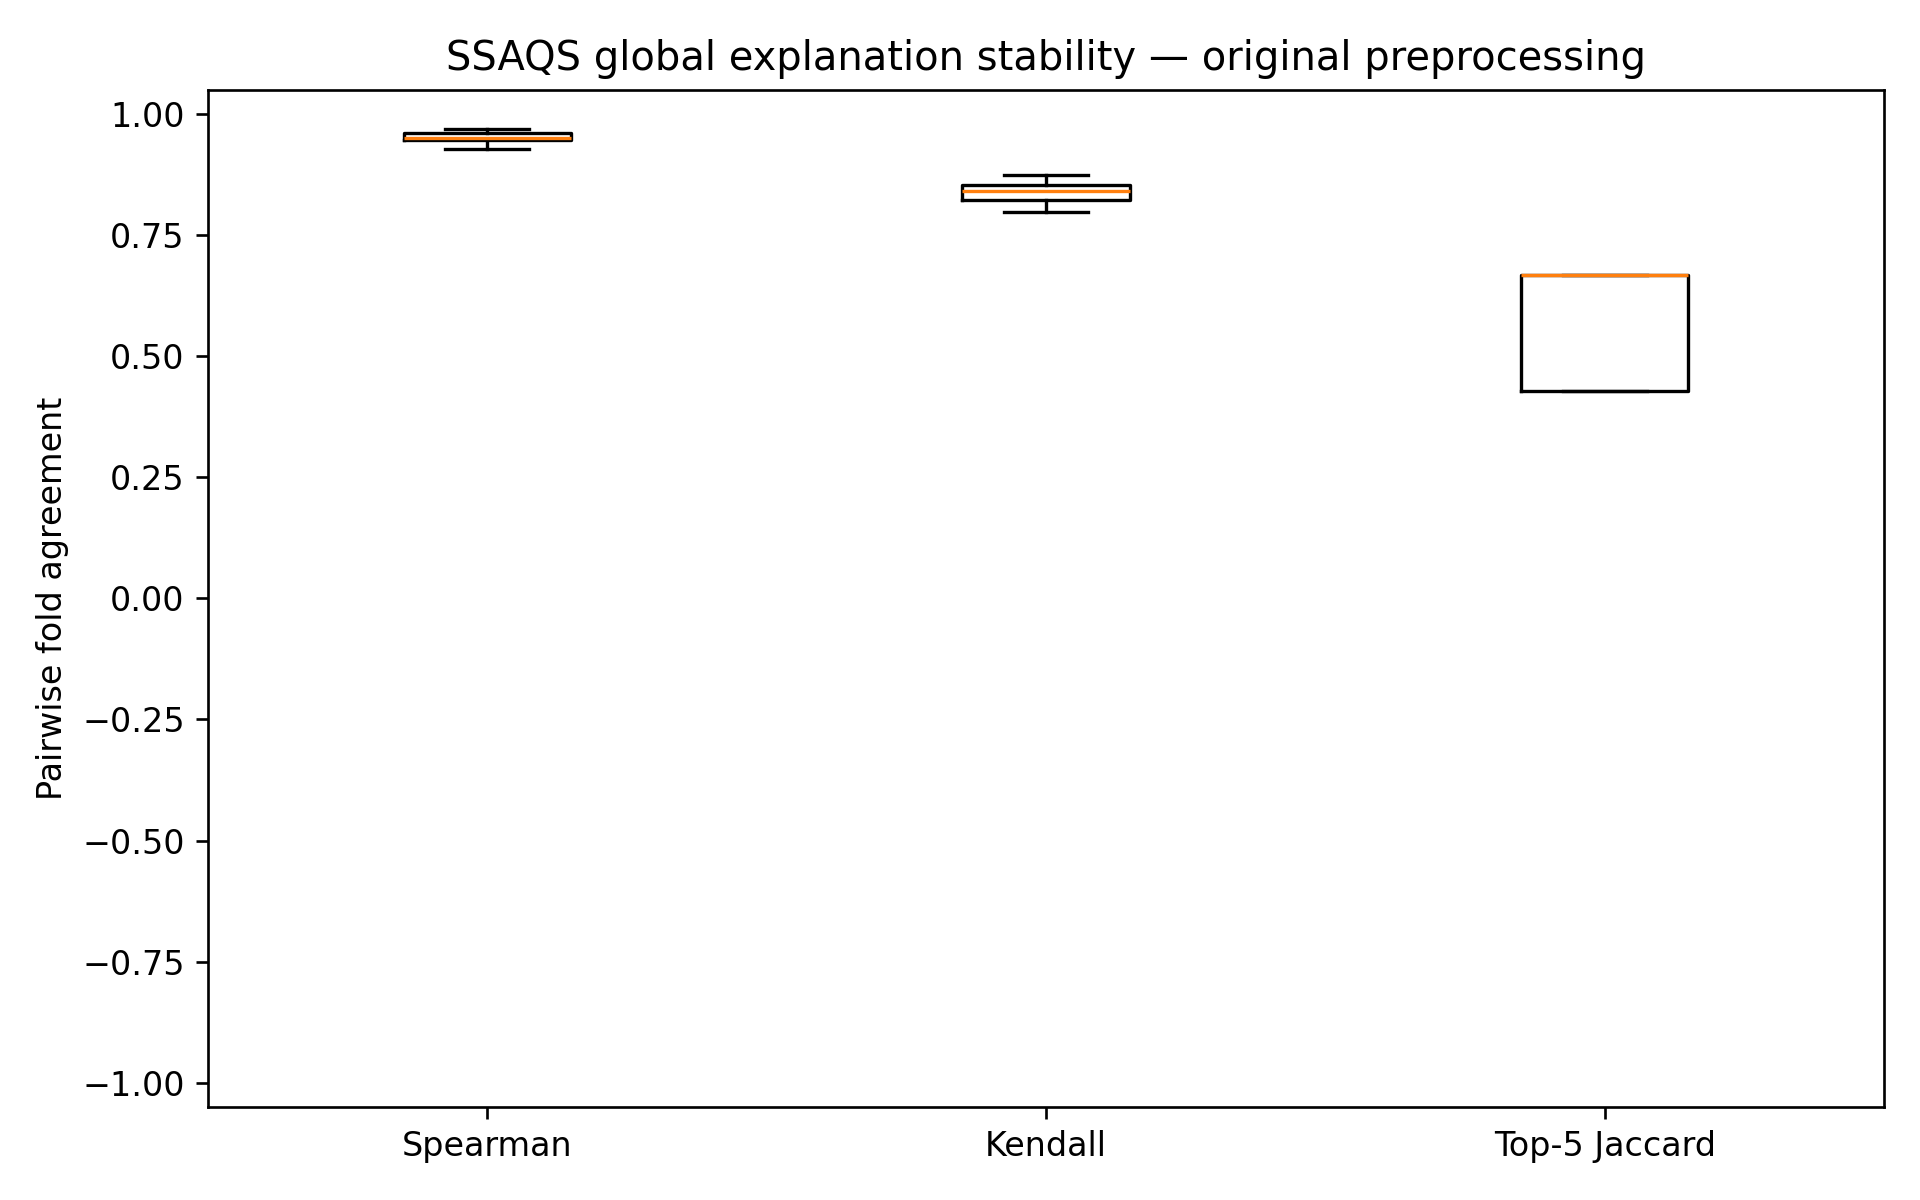 SSAQS global explanation stability — original preprocessing
Pairwise fold agreement
1.00
0.75
0.50
0.25
0.00
−0.25
−0.50
−0.75
−1.00
Spearman
Kendall
Top-5 Jaccard